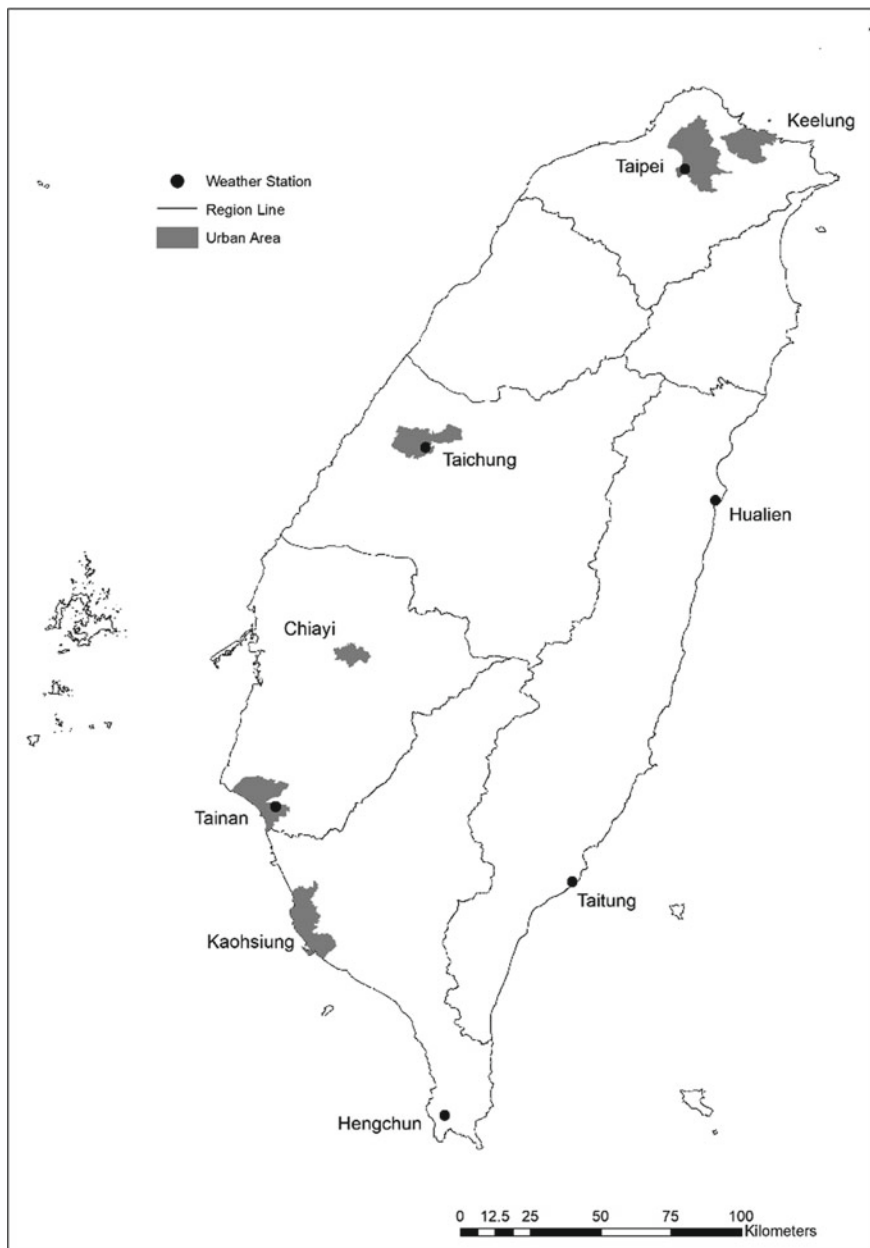 Keelung
Taipei
Weather Station
Region Line
Urban Area
Taichung
Hualien
Chiayi
Tainan
Taitung
Kaohsiung
Hengchun
0 12.5 25 50 75 100
Kilometers